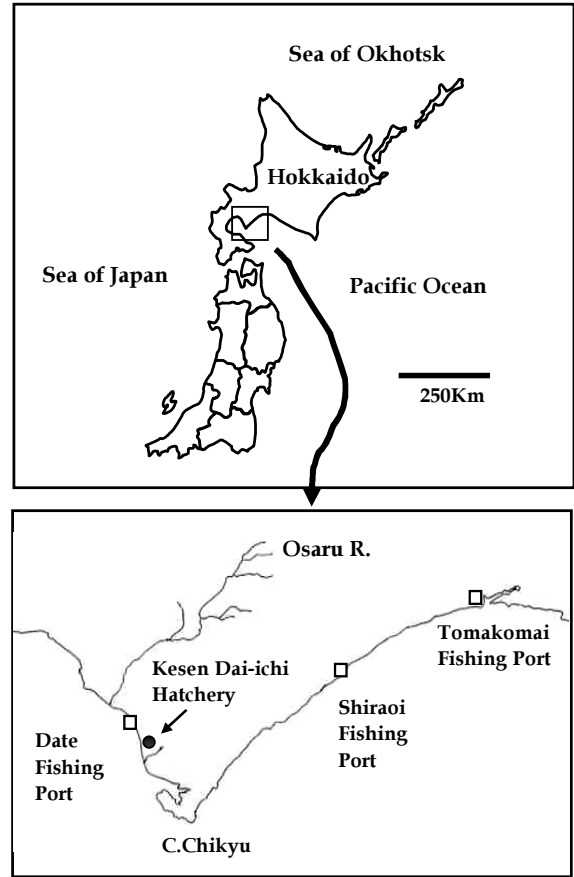 Sea of Okhotsk
Hokkaido
Sea of Japan
Pacific Ocean
250Km
Osaru R.
Kesen Dai-ichi
Hatchery
Tomakomai
Fishing Port
Shiraoi
Fishing
Port
Date
Fishing
Port
C.Chikyu